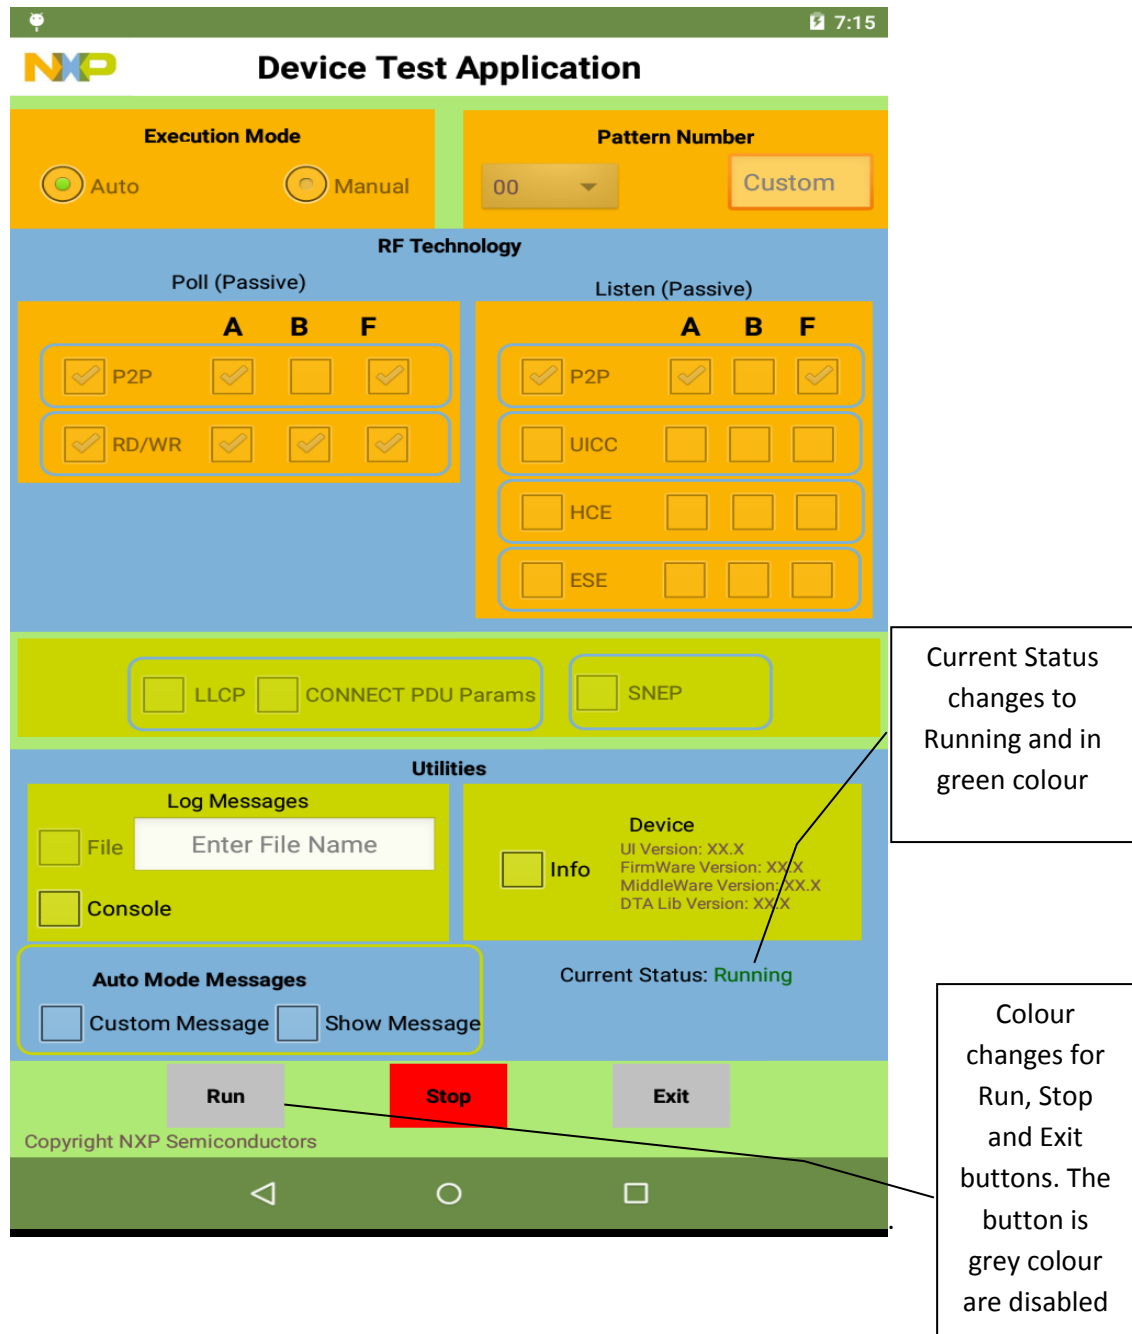 7:15
NXP
Device Test Application
Execution Mode
Auto
Manual
Pattern Number
00
Custom
RF Technology
Poll (Passive)
A B F
P2P
RD/WR
Listen (Passive)
A B F
P2P
UICC
HCE
ESE
LLCP
CONNECT PDU Params
SNEP
Utilities
Log Messages
File
Enter File Name
Console
Info
Device
UI Version: XX.X
FirmWare Version: XX.X
MiddleWare Version: XX.X
DTA Lib Version: XX.X
Auto Mode Messages
Custom Message
Show Message
Current Status: Running
Run
Stop
Exit
Copyright NXP Semiconductors
.
Current Status
changes to
Running and in
green colour
Colour
changes for
Run, Stop
and Exit
buttons. The
button is
grey colour
are disabled